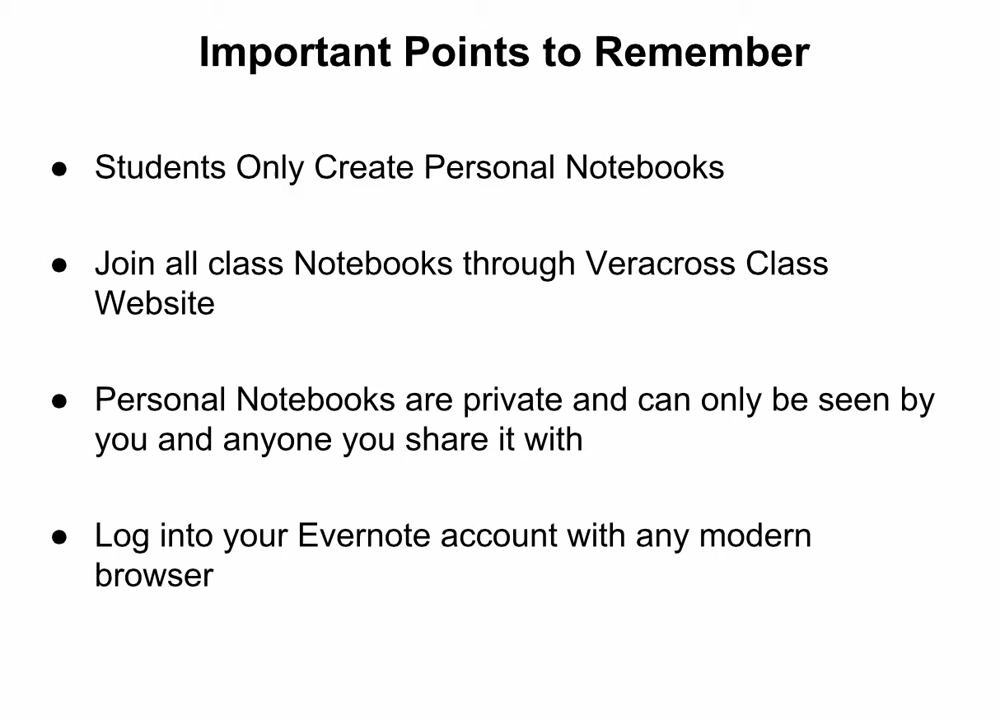 Important Points to Remember
● Students Only Create Personal Notebooks
● Join all class Notebooks through Veracross Class
Website
● Personal Notebooks are private and can only be seen by
you and anyone you share it with
● Log into your Evernote account with any modern
browser